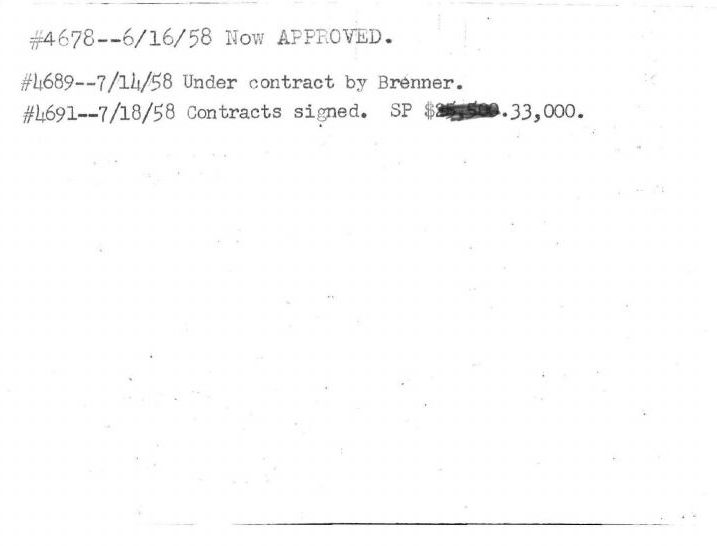 #4678--6/16/58 Now APPROVED.
#4689--7/14/58 Under contract by Brenner.
#4691--7/18/58 Contracts signed. SP $ .33,000.